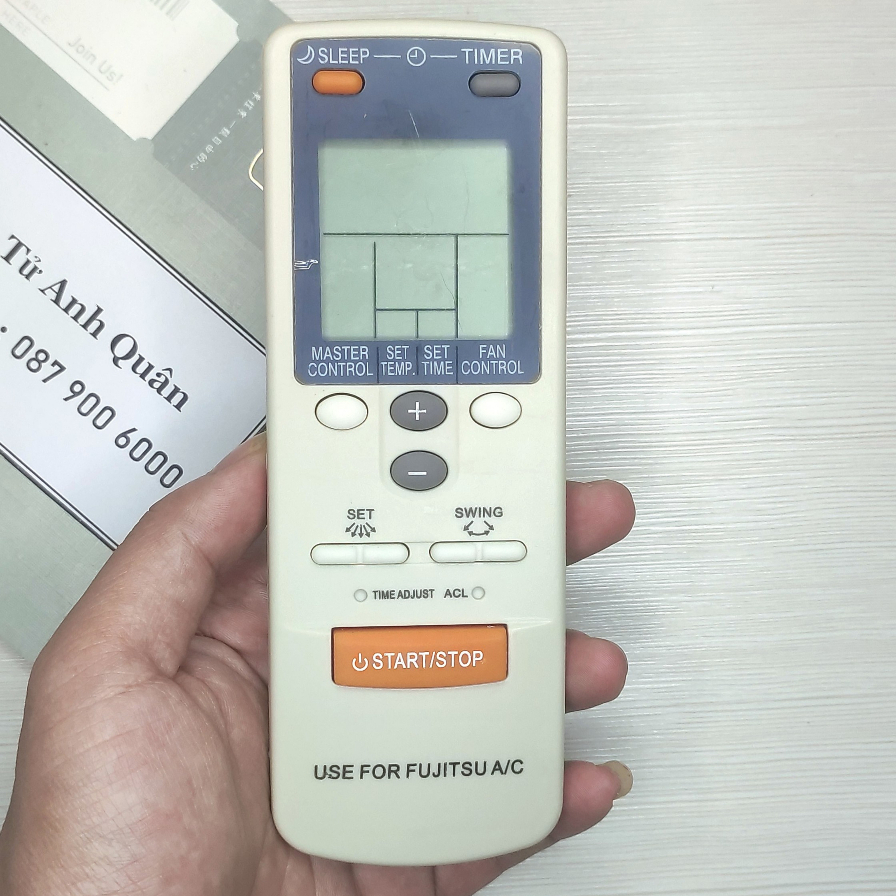 Join Us!
Tử Anh Quân
087 900 6000
SLEEP TIMER
MASTER CONTROL
SET TEMP.
SET TIME
FAN CONTROL
+
−
SET
SWING
TIME ADJUST ACL
START/STOP
USE FOR FUJITSU A/C